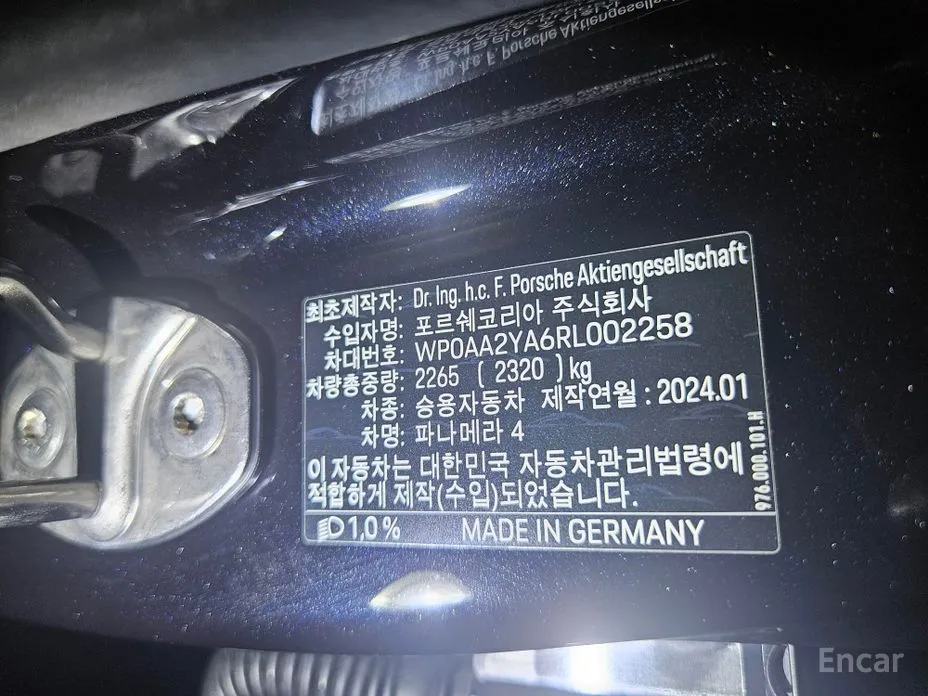 최초제작자: Dr. Ing. h.c. F. Porsche Aktiengesellschaft
수입자명: 포르쉐코리아 주식회사
차대번호: WP0AA2YA6RL002258
차량총중량: 2265 ( 2320 ) kg
차종: 승용자동차 제작연월 : 2024.01
차명: 파나메라 4
이 자동차는 대한민국 자동차관리법령에
적합하게 제작(수입)되었습니다.
976.000.101.H
1,0 % MADE IN GERMANY
Encar